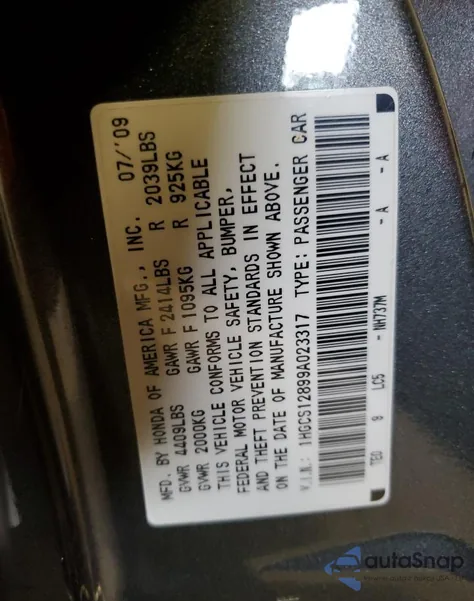 MFD. BY HONDA OF AMERICA MFG., INC. 07/'09
GVWR 4409LBS GAWR F 2414LBS R 2039LBS
GVWR 2000KG GAWR F 1095KG R 925KG
THIS VEHICLE CONFORMS TO ALL APPLICABLE
FEDERAL MOTOR VEHICLE SAFETY, BUMPER,
AND THEFT PREVENTION STANDARDS IN EFFECT
ON THE DATE OF MANUFACTURE SHOWN ABOVE.
V.I.N.: 1HGCS12899A023317 TYPE: PASSENGER CAR
LC5 - NH737M - A - A
autoSnap